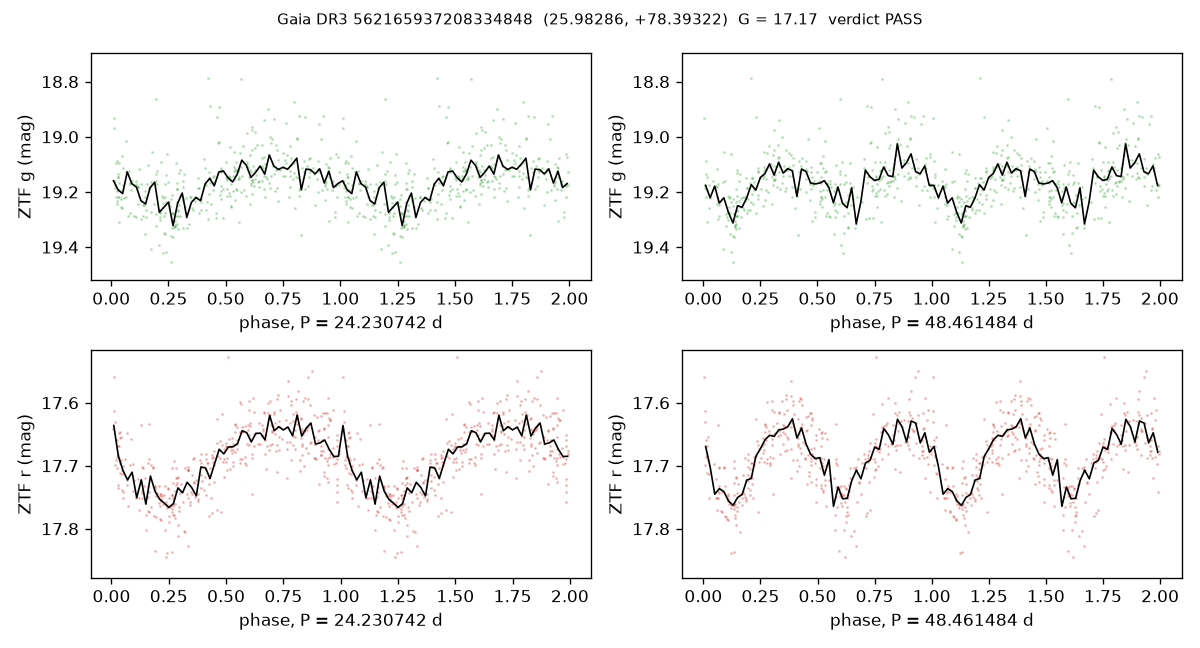 Gaia DR3 562165937208334848  (25.98286, +78.39322)  G = 17.17  verdict PASS
ZTF g (mag)
18.8
19.0
19.2
19.4
0.00 0.25 0.50 0.75 1.00 1.25 1.50 1.75 2.00
phase, P = 24.230742 d
ZTF g (mag)
18.8
19.0
19.2
19.4
0.00 0.25 0.50 0.75 1.00 1.25 1.50 1.75 2.00
phase, P = 48.461484 d
ZTF r (mag)
17.6
17.7
17.8
0.00 0.25 0.50 0.75 1.00 1.25 1.50 1.75 2.00
phase, P = 24.230742 d
ZTF r (mag)
17.6
17.7
17.8
0.00 0.25 0.50 0.75 1.00 1.25 1.50 1.75 2.00
phase, P = 48.461484 d